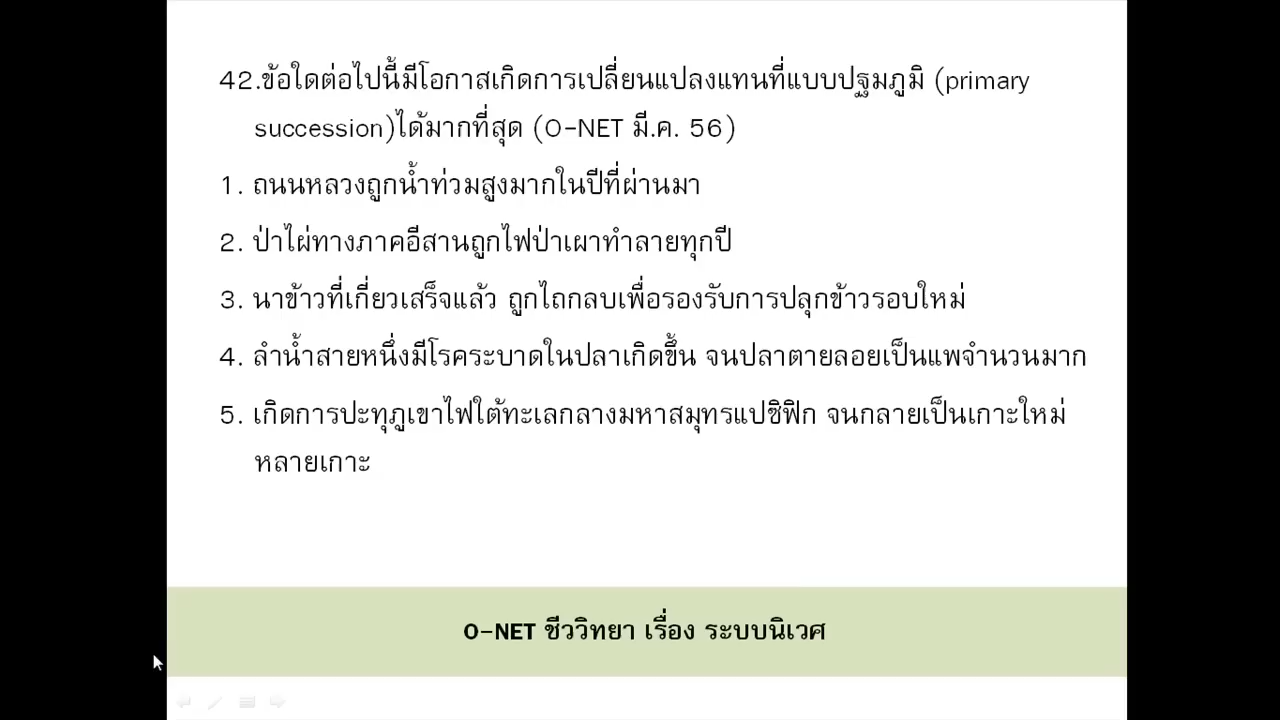 42.ข้อใดต่อไปนี้มีโอกาสเกิดการเปลี่ยนแปลงแทนที่แบบปฐมภูมิ (primary
succession)ได้มากที่สุด (O-NET มี.ค. 56)
1. ถนนหลวงถูกน้ำท่วมสูงมากในปีที่ผ่านมา
2. ป่าไผ่ทางภาคอีสานถูกไฟป่าเผาทำลายทุกปี
3. นาข้าวที่เกี่ยวเสร็จแล้ว ถูกไถกลบเพื่อรองรับการปลุกข้าวรอบใหม่
4. ลำน้ำสายหนึ่งมีโรคระบาดในปลาเกิดขึ้น จนปลาตายลอยเป็นแพจำนวนมาก
5. เกิดการปะทุภูเขาไฟใต้ทะเลกลางมหาสมุทรแปซิฟิก จนกลายเป็นเกาะใหม่
หลายเกาะ
O-NET ชีววิทยา เรื่อง ระบบนิเวศ